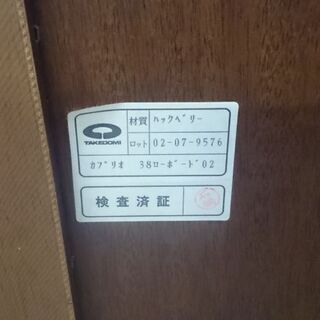 TAKEDOMI
材質 ハックベリー
ロット 02-07-9576
カブリオ 38ローボード02
検査済証